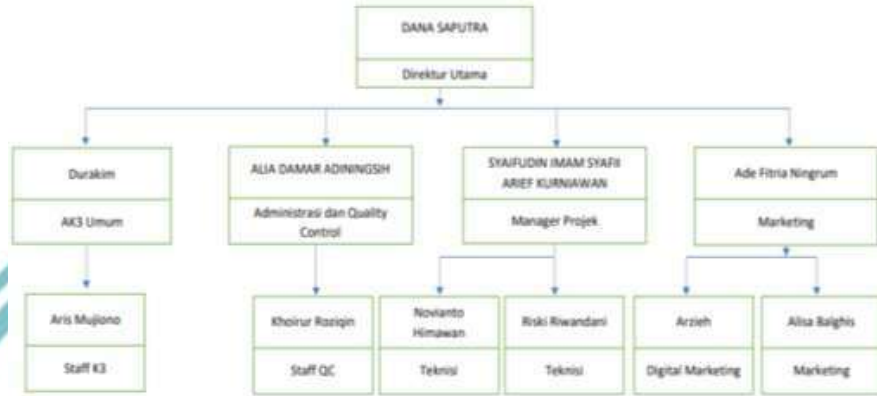 DANA SAPUTRA
Direktur Utama
Durakim
AK3 Umum
ALIA DAMAR ADININGSIH
Administrasi dan Quality
Control
SYAIFUDIN IMAM SYAFII
ARIEF KURNIAWAN
Manager Projek
Ade Fitria Ningrum
Marketing
Aris Mujiono
Staff K3
Khoirur Roziqin
Staff QC
Novianto
Himawan
Teknisi
Riski Riwandani
Teknisi
Arzieh
Digital Marketing
Alisa Balghis
Marketing